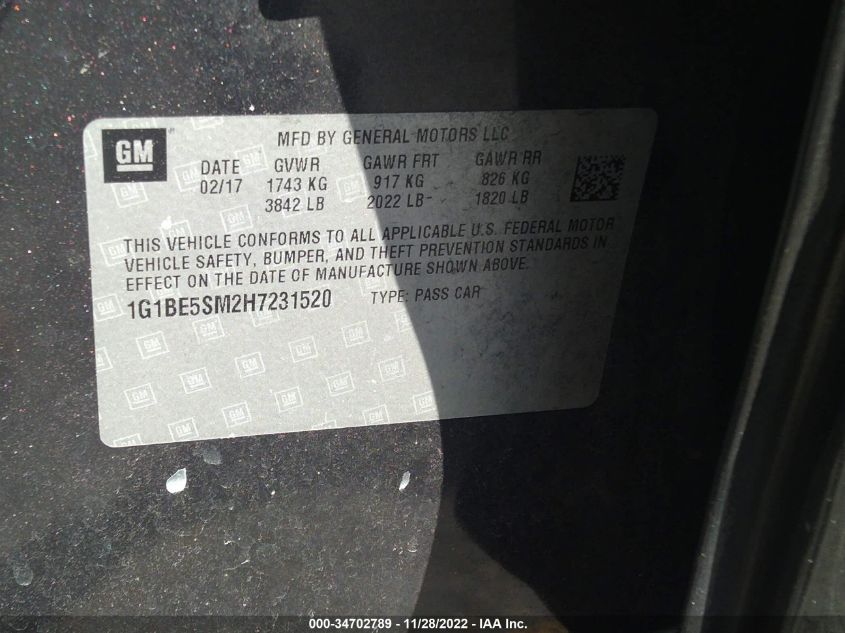 GM
MFD BY GENERAL MOTORS LLC
DATE GVWR GAWR FRT GAWR RR
02/17 1743 KG 917 KG 826 KG
3842 LB 2022 LB 1820 LB
THIS VEHICLE CONFORMS TO ALL APPLICABLE U.S. FEDERAL MOTOR
VEHICLE SAFETY, BUMPER, AND THEFT PREVENTION STANDARDS IN
EFFECT ON THE DATE OF MANUFACTURE SHOWN ABOVE.
1G1BE5SM2H7231520 TYPE: PASS CAR
000-34702789 - 11/28/2022 - IAA Inc.